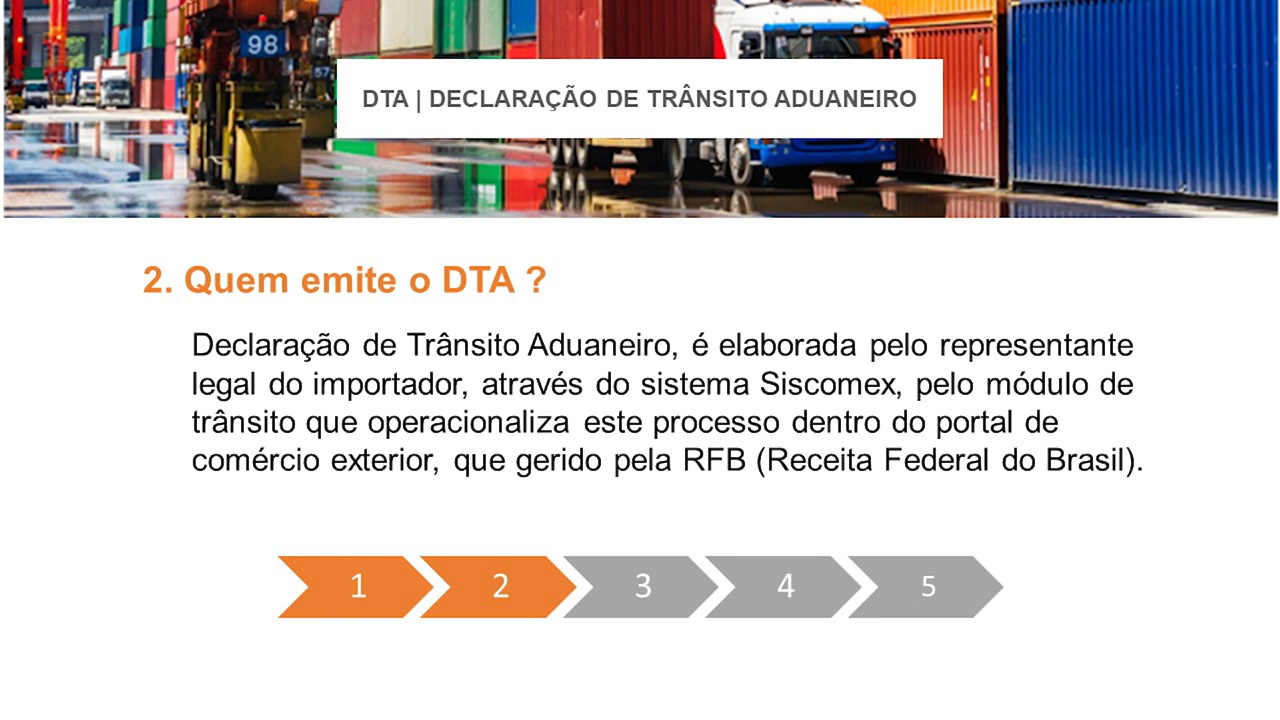 98
57
DTA | DECLARAÇÃO DE TRÂNSITO ADUANEIRO
2. Quem emite o DTA ?
Declaração de Trânsito Aduaneiro, é elaborada pelo representante
legal do importador, através do sistema Siscomex, pelo módulo de
trânsito que operacionaliza este processo dentro do portal de
comércio exterior, que gerido pela RFB (Receita Federal do Brasil).
1 2 3 4 5